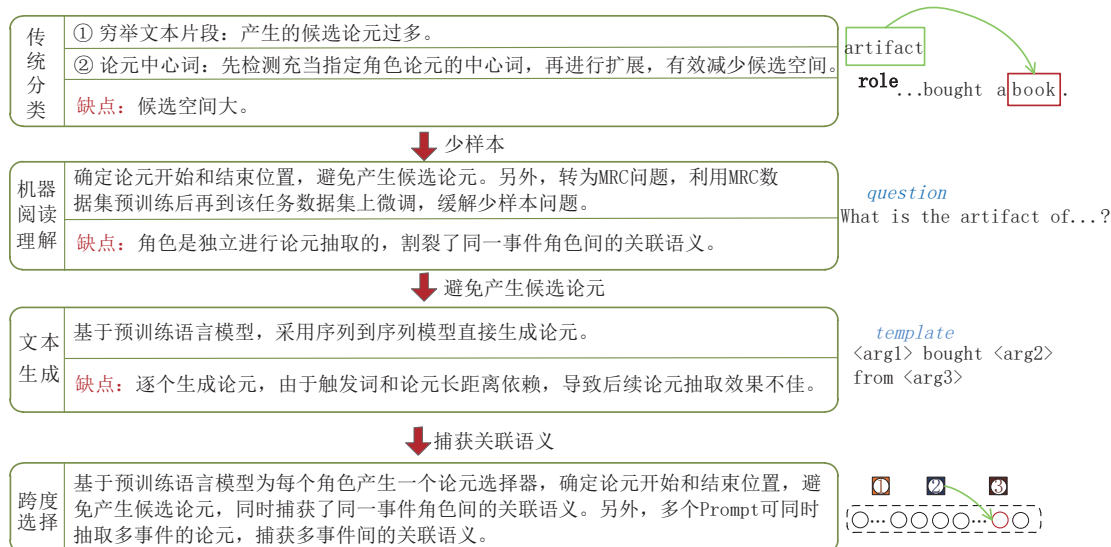 传统分类
① 穷举文本片段：产生的候选论元过多。
② 论元中心词：先检测充当指定角色论元的中心词，再进行扩展，有效减少候选空间。
缺点：候选空间大。
artifact
role
...bought a book.
少样本
机器阅读理解
确定论元开始和结束位置，避免产生候选论元。另外，转为MRC问题，利用MRC数
据集预训练后再到该任务数据集上微调，缓解少样本问题。
缺点：角色是独立进行论元抽取的，割裂了同一事件角色间的关联语义。
question
What is the artifact of...?
避免产生候选论元
文本生成
基于预训练语言模型，采用序列到序列模型直接生成论元。
缺点：逐个生成论元，由于触发词和论元长距离依赖，导致后续论元抽取效果不佳。
template
<arg1> bought <arg2>
from <arg3>
捕获关联语义
跨度选择
基于预训练语言模型为每个角色产生一个论元选择器，确定论元开始和结束位置，避
免产生候选论元，同时捕获了同一事件角色间的关联语义。另外，多个Prompt可同时
抽取多事件的论元，捕获多事件间的关联语义。
① ② ③
... ...